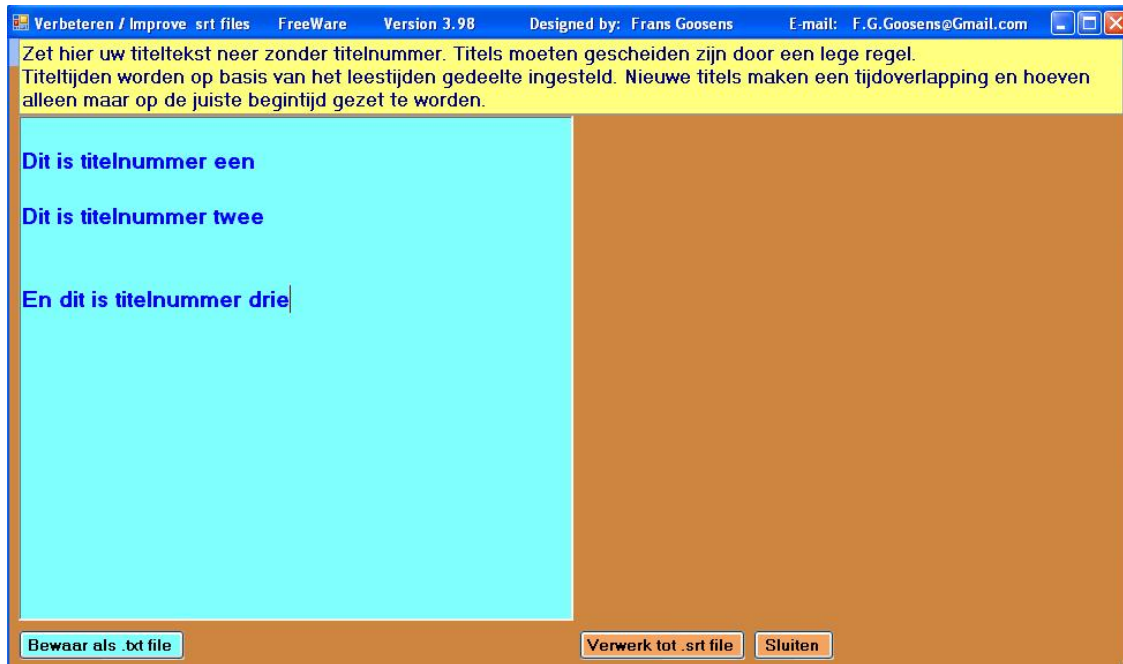 Verbeteren / Improve srt files FreeWare Version 3.98 Designed by: Frans Goosens E-mail: F.G.Goosens@Gmail.com
Zet hier uw titeltekst neer zonder titelnummer. Titels moeten gescheiden zijn door een lege regel.
Titeltijden worden op basis van het leestijden gedeelte ingesteld. Nieuwe titels maken een tijdoverlapping en hoeven
alleen maar op de juiste begintijd gezet te worden.
Dit is titelnummer een
Dit is titelnummer twee
En dit is titelnummer drie
Bewaar als .txt file Verwerk tot .srt file Sluiten